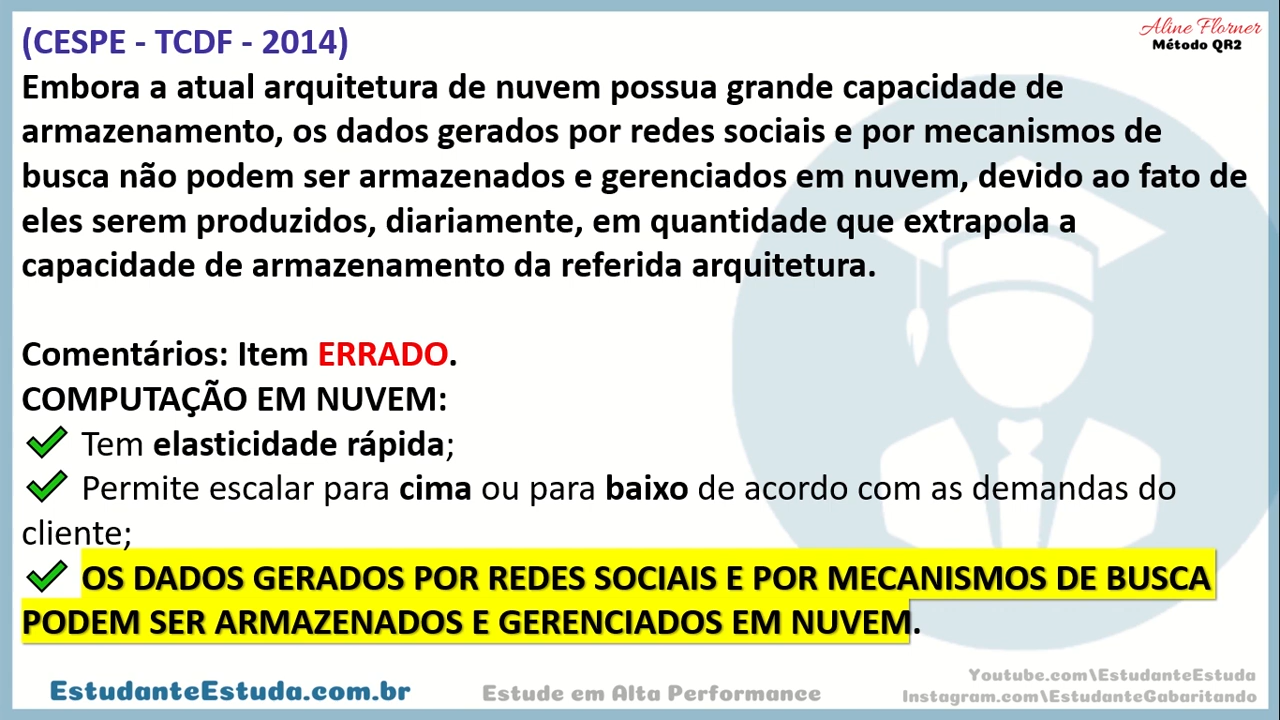 (CESPE - TCDF - 2014)
Aline Florner
Método QR2
Embora a atual arquitetura de nuvem possua grande capacidade de
armazenamento, os dados gerados por redes sociais e por mecanismos de
busca não podem ser armazenados e gerenciados em nuvem, devido ao fato de
eles serem produzidos, diariamente, em quantidade que extrapola a
capacidade de armazenamento da referida arquitetura.
Comentários: Item ERRADO.
COMPUTAÇÃO EM NUVEM:
Tem elasticidade rápida;
Permite escalar para cima ou para baixo de acordo com as demandas do
cliente;
OS DADOS GERADOS POR REDES SOCIAIS E POR MECANISMOS DE BUSCA
PODEM SER ARMAZENADOS E GERENCIADOS EM NUVEM.
EstudanteEstuda.com.br
Estude em Alta Performance
Youtube.com\EstudanteEstuda
Instagram.com\EstudanteGabaritando